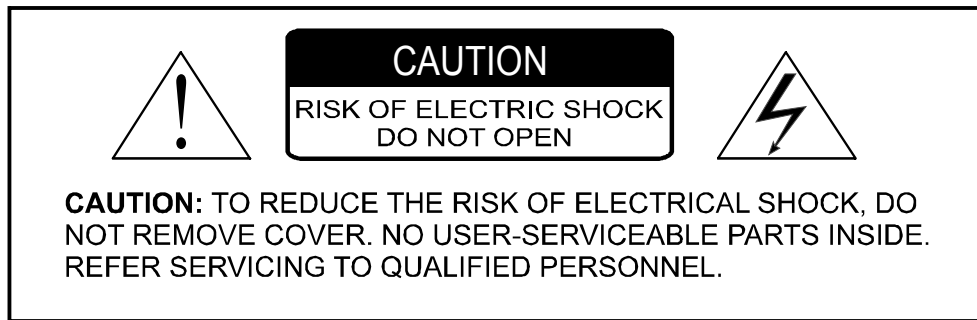 CAUTION
RISK OF ELECTRIC SHOCK
DO NOT OPEN
CAUTION: TO REDUCE THE RISK OF ELECTRICAL SHOCK, DO
NOT REMOVE COVER. NO USER-SERVICEABLE PARTS INSIDE.
REFER SERVICING TO QUALIFIED PERSONNEL.